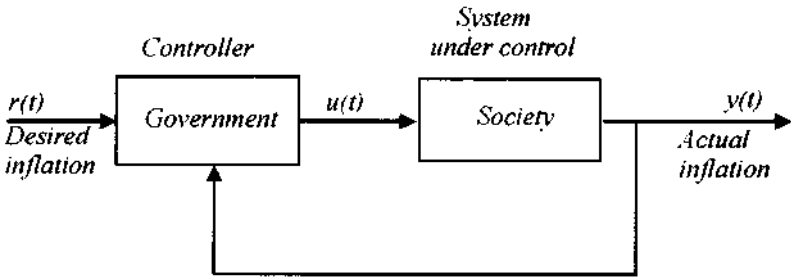 Controller
System
under control
r(t)
Desired
inflation
Government
u(t)
Society
y(t)
Actual
inflation